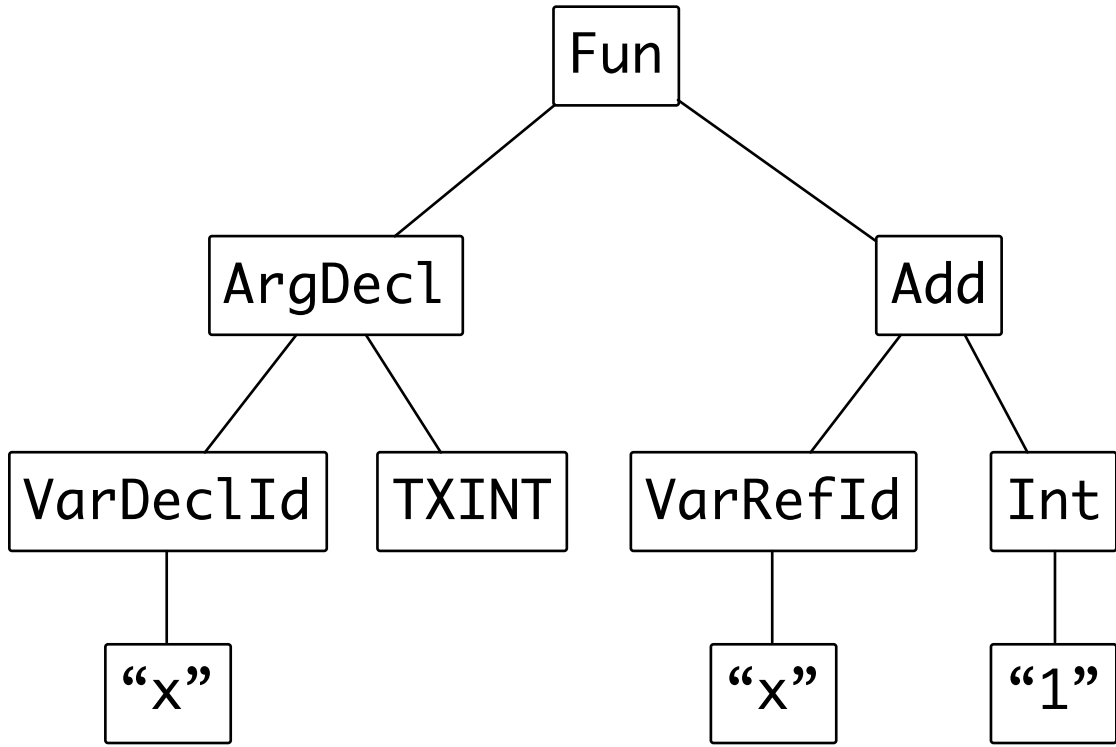 Fun
ArgDecl
Add
VarDeclId
TXINT
VarRefId
Int
“x”
“x”
“1”